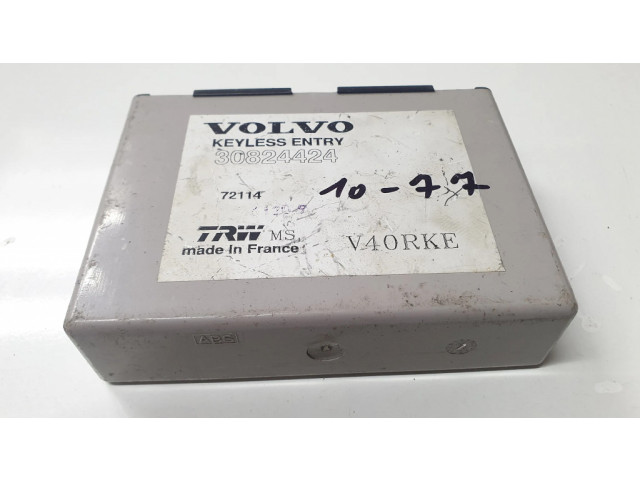 VOLVO
KEYLESS ENTRY
30824424
72114
10-77
TRW MS
made In France
V40RKE
ABS